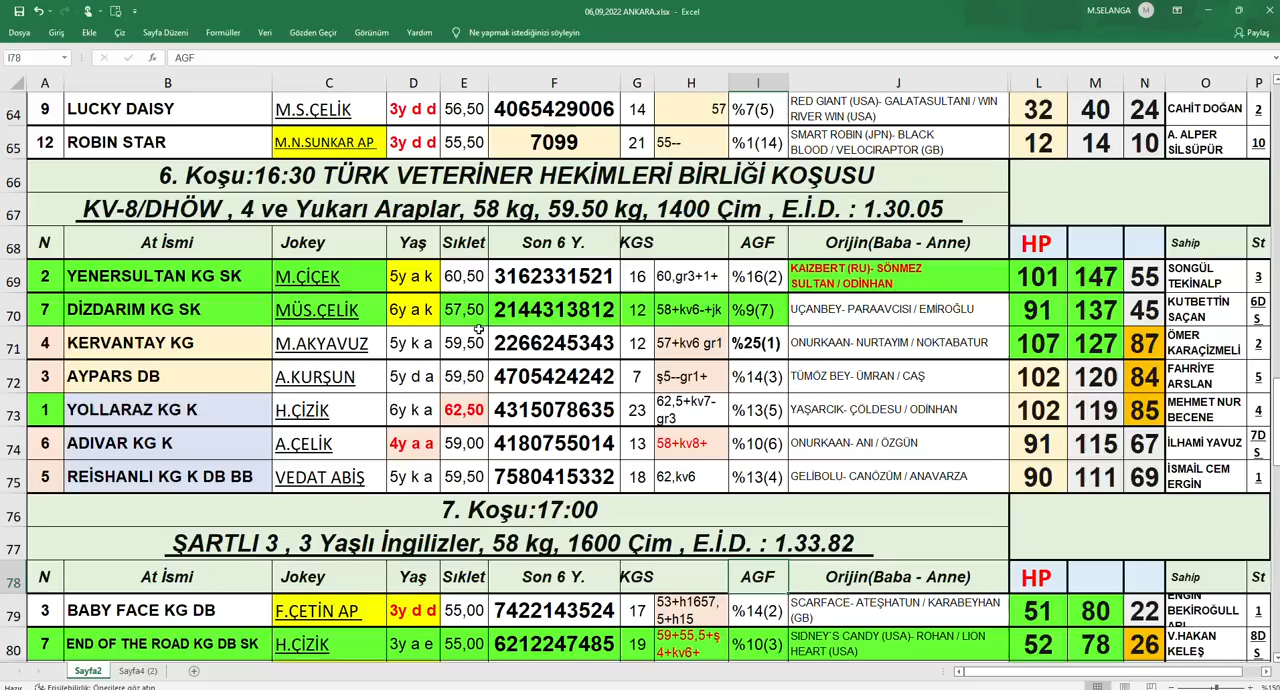 06,09,2022 ANKARA.xlsx - Excel
M.SELANGA M
Dosya Giriş Ekle Çiz Sayfa Düzeni Formüller Veri Gözden Geçir Görünüm Yardım Ne yapmak istediğinizi söyleyin Paylaş
I78 fx AGF
A B C D E F G H I J L M N O P
64 9 LUCKY DAISY M.S.ÇELİK 3y d d 56,50 4065429006 14 57 %7(5) RED GIANT (USA)- GALATASULTANI / WIN RIVER WIN (USA) 32 40 24 CAHİT DOĞAN 2
65 12 ROBIN STAR M.N.SUNKAR AP 3y d d 55,50 7099 21 55-- %1(14) SMART ROBIN (JPN)- BLACK BLOOD / VELOCIRAPTOR (GB) 12 14 10 A. ALPER SİLSÜPÜR 10
66 6. Koşu:16:30 TÜRK VETERİNER HEKİMLERİ BİRLİĞİ KOŞUSU
67 KV-8/DHÖW , 4 ve Yukarı Araplar, 58 kg, 59.50 kg, 1400 Çim , E.İ.D. : 1.30.05
68 N At İsmi Jokey Yaş Sıklet Son 6 Y. KGS AGF Orijin(Baba - Anne) HP Sahip St
69 2 YENERSULTAN KG SK M.ÇİÇEK 5y a k 60,50 3162331521 16 60,gr3+1+ %16(2) KAIZBERT (RU)- SÖNMEZ SULTAN / ODİNHAN 101 147 55 SONGÜL TEKİNALP 3
70 7 DİZDARIM KG SK MÜS.ÇELİK 6y a k 57,50 2144313812 12 58+kv6-+jk %9(7) UÇANBEY- PARAAVCISI / EMİROĞLU 91 137 45 KUTBETTİN SAÇAN 6D S
71 4 KERVANTAY KG M.AKYAVUZ 5y k a 59,50 2266245343 12 57+kv6 gr1 %25(1) ONURKAAN- NURTAYIM / NOKTABATUR 107 127 87 ÖMER KARAÇİZMELİ 2
72 3 AYPARS DB A.KURŞUN 5y d a 59,50 4705424242 7 ş5--gr1+ %14(3) TÜMÖZ BEY- ÜMRAN / CAŞ 102 120 84 FAHRİYE ARSLAN 5
73 1 YOLLARAZ KG K H.ÇİZİK 6y k a 62,50 4315078635 23 62,5+kv7-gr3 %13(5) YAŞARCIK- ÇÖLDESU / ODİNHAN 102 119 85 MEHMET NUR BECENE 4
74 6 ADIVAR KG K A.ÇELİK 4y a a 59,00 4180755014 13 58+kv8+ %10(6) ONURKAAN- ANI / ÖZGÜN 91 115 67 İLHAMİ YAVUZ 7D S
75 5 REİSHANLI KG K DB BB VEDAT ABİŞ 5y k a 59,50 7580415332 18 62,kv6 %13(4) GELİBOLU- CANÖZÜM / ANAVARZA 90 111 69 İSMAİL CEM ERGİN 1
76 7. Koşu:17:00
77 ŞARTLI 3 , 3 Yaşlı İngilizler, 58 kg, 1600 Çim , E.İ.D. : 1.33.82
78 N At İsmi Jokey Yaş Sıklet Son 6 Y. KGS AGF Orijin(Baba - Anne) HP Sahip St
79 3 BABY FACE KG DB F.ÇETİN AP 3y d d 55,00 7422143524 17 53+h1657, 5+h15 %14(2) SCARFACE- ATEŞHATUN / KARABEYHAN (GB) 51 80 22 ENGİN BEKİROĞULL 1
80 7 END OF THE ROAD KG DB SK H.ÇİZİK 3y a e 55,00 6212247485 19 59+55,5+ş 4+kv6+ %10(3) SIDNEY`S CANDY (USA)- ROHAN / LION HEART (USA) 52 78 26 V.HAKAN KELEŞ 8D S
Sayfa2 Sayfa4 (2)
Hazır Erişilebilirlik: Önerilere göz atın %150